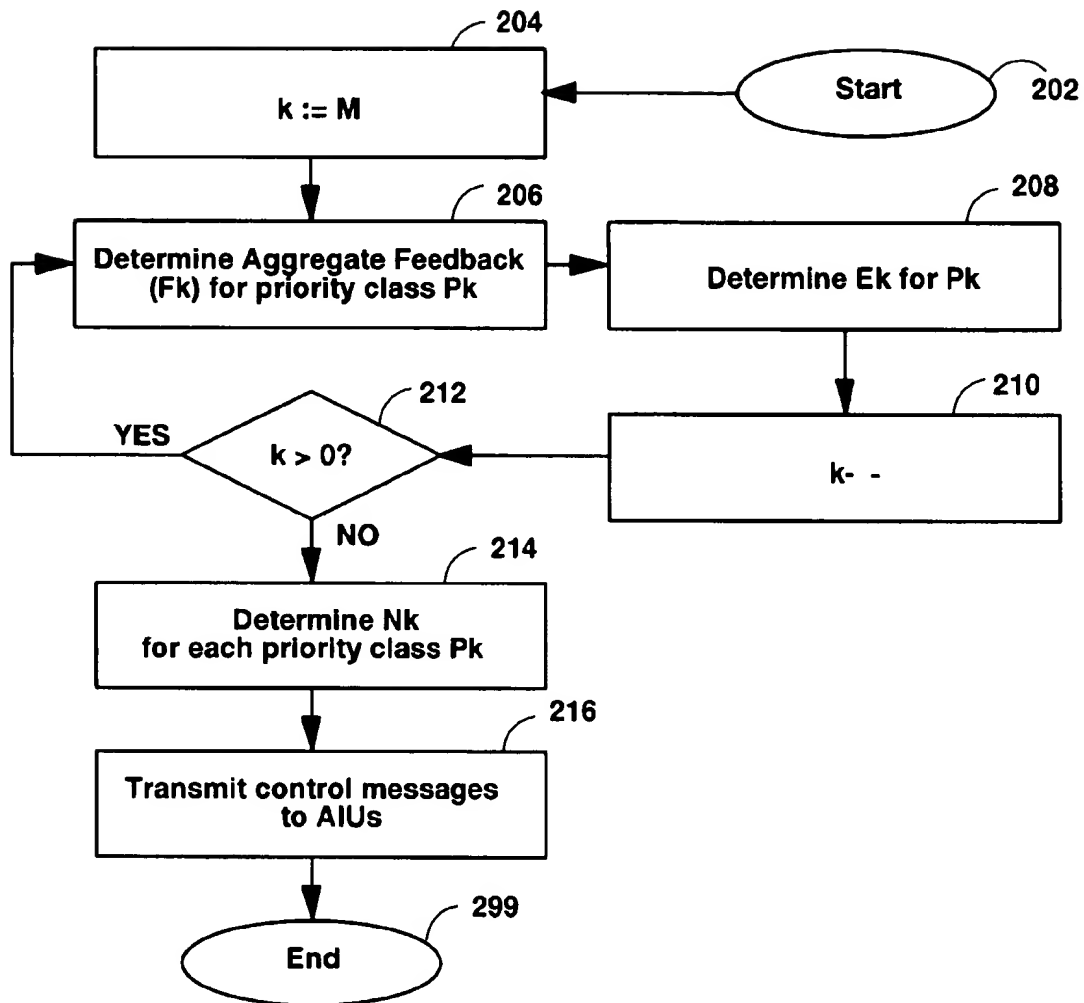 204
k := M
Start
202
206
Determine Aggregate Feedback
(Fk) for priority class Pk
208
Determine Ek for Pk
210
k- -
212
k > 0?
YES
NO
214
Determine Nk
for each priority class Pk
216
Transmit control messages
to AIUs
299
End